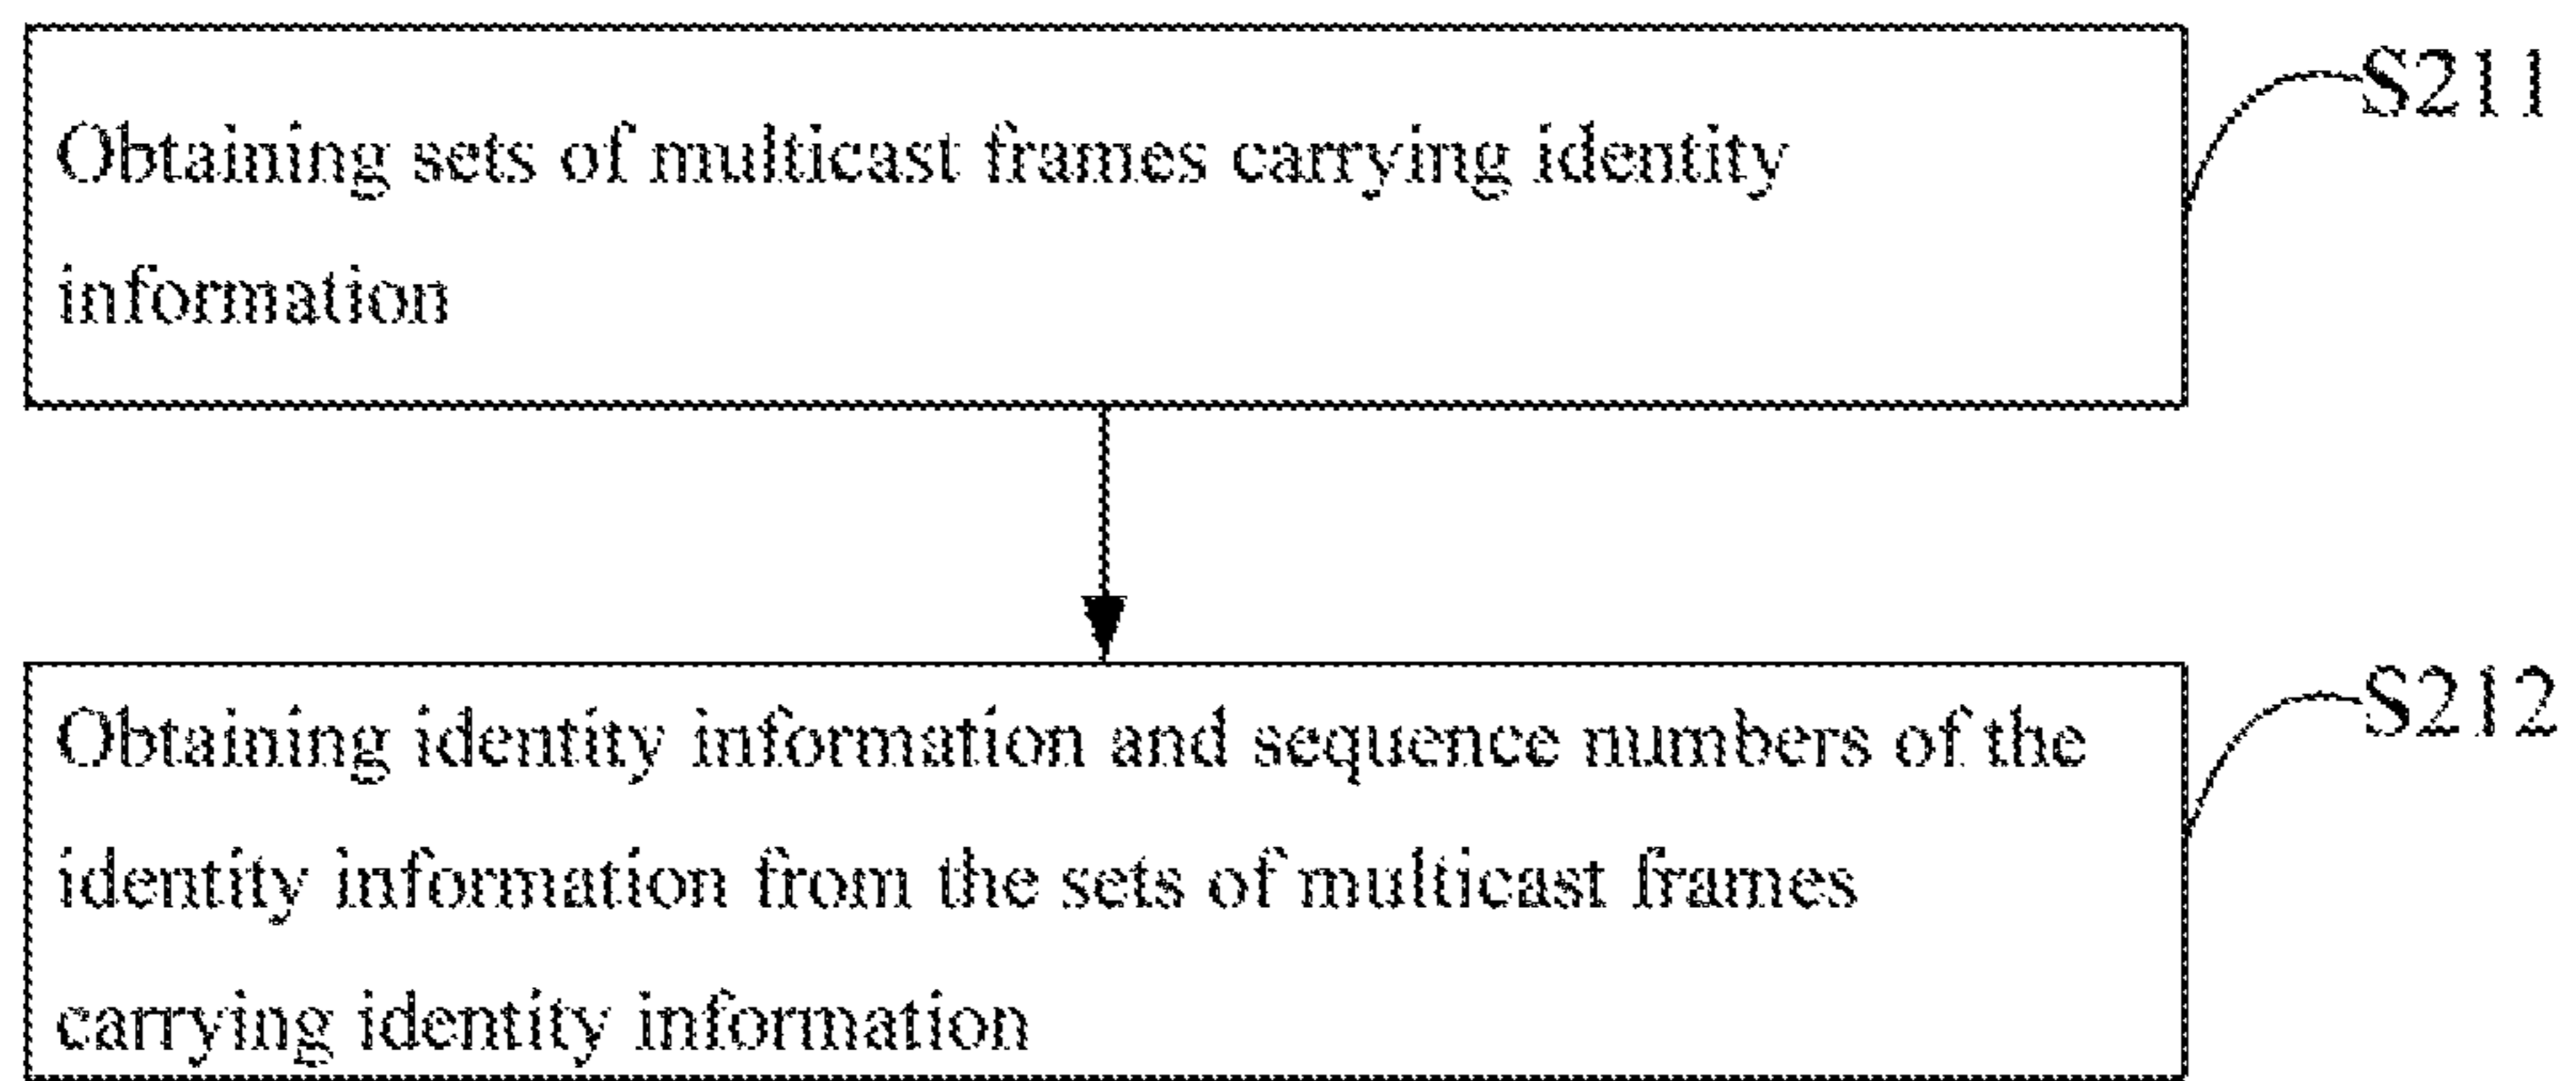 Obtaining sets of multicast frames carrying identity
information
S211
Obtaining identity information and sequence numbers of the
identity information from the sets of multicast frames
carrying identity information
S212